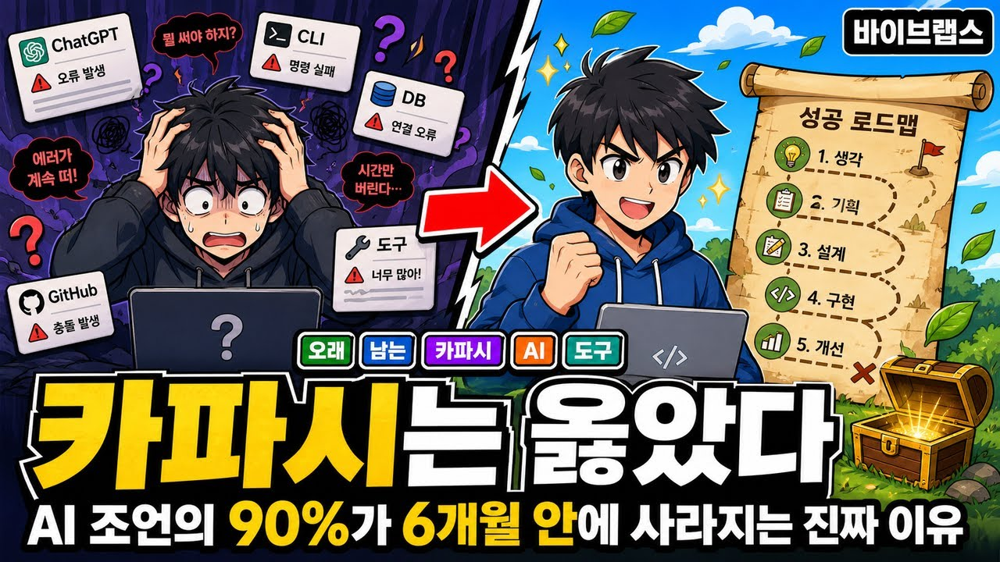 ChatGPT
오류 발생
뭘 써야 하지?
CLI
명령 실패
DB
연결 오류
에러가
계속 떠!
시간만
버린다…
도구
너무 많아!
GitHub
충돌 발생
?
바이브랩스
성공 로드맵
1. 생각
2. 기획
3. 설계
4. 구현
5. 개선
</>
오래 남는 카파시 AI 도구
카파시는 옳았다
AI 조언의 90%가 6개월 안에 사라지는 진짜 이유